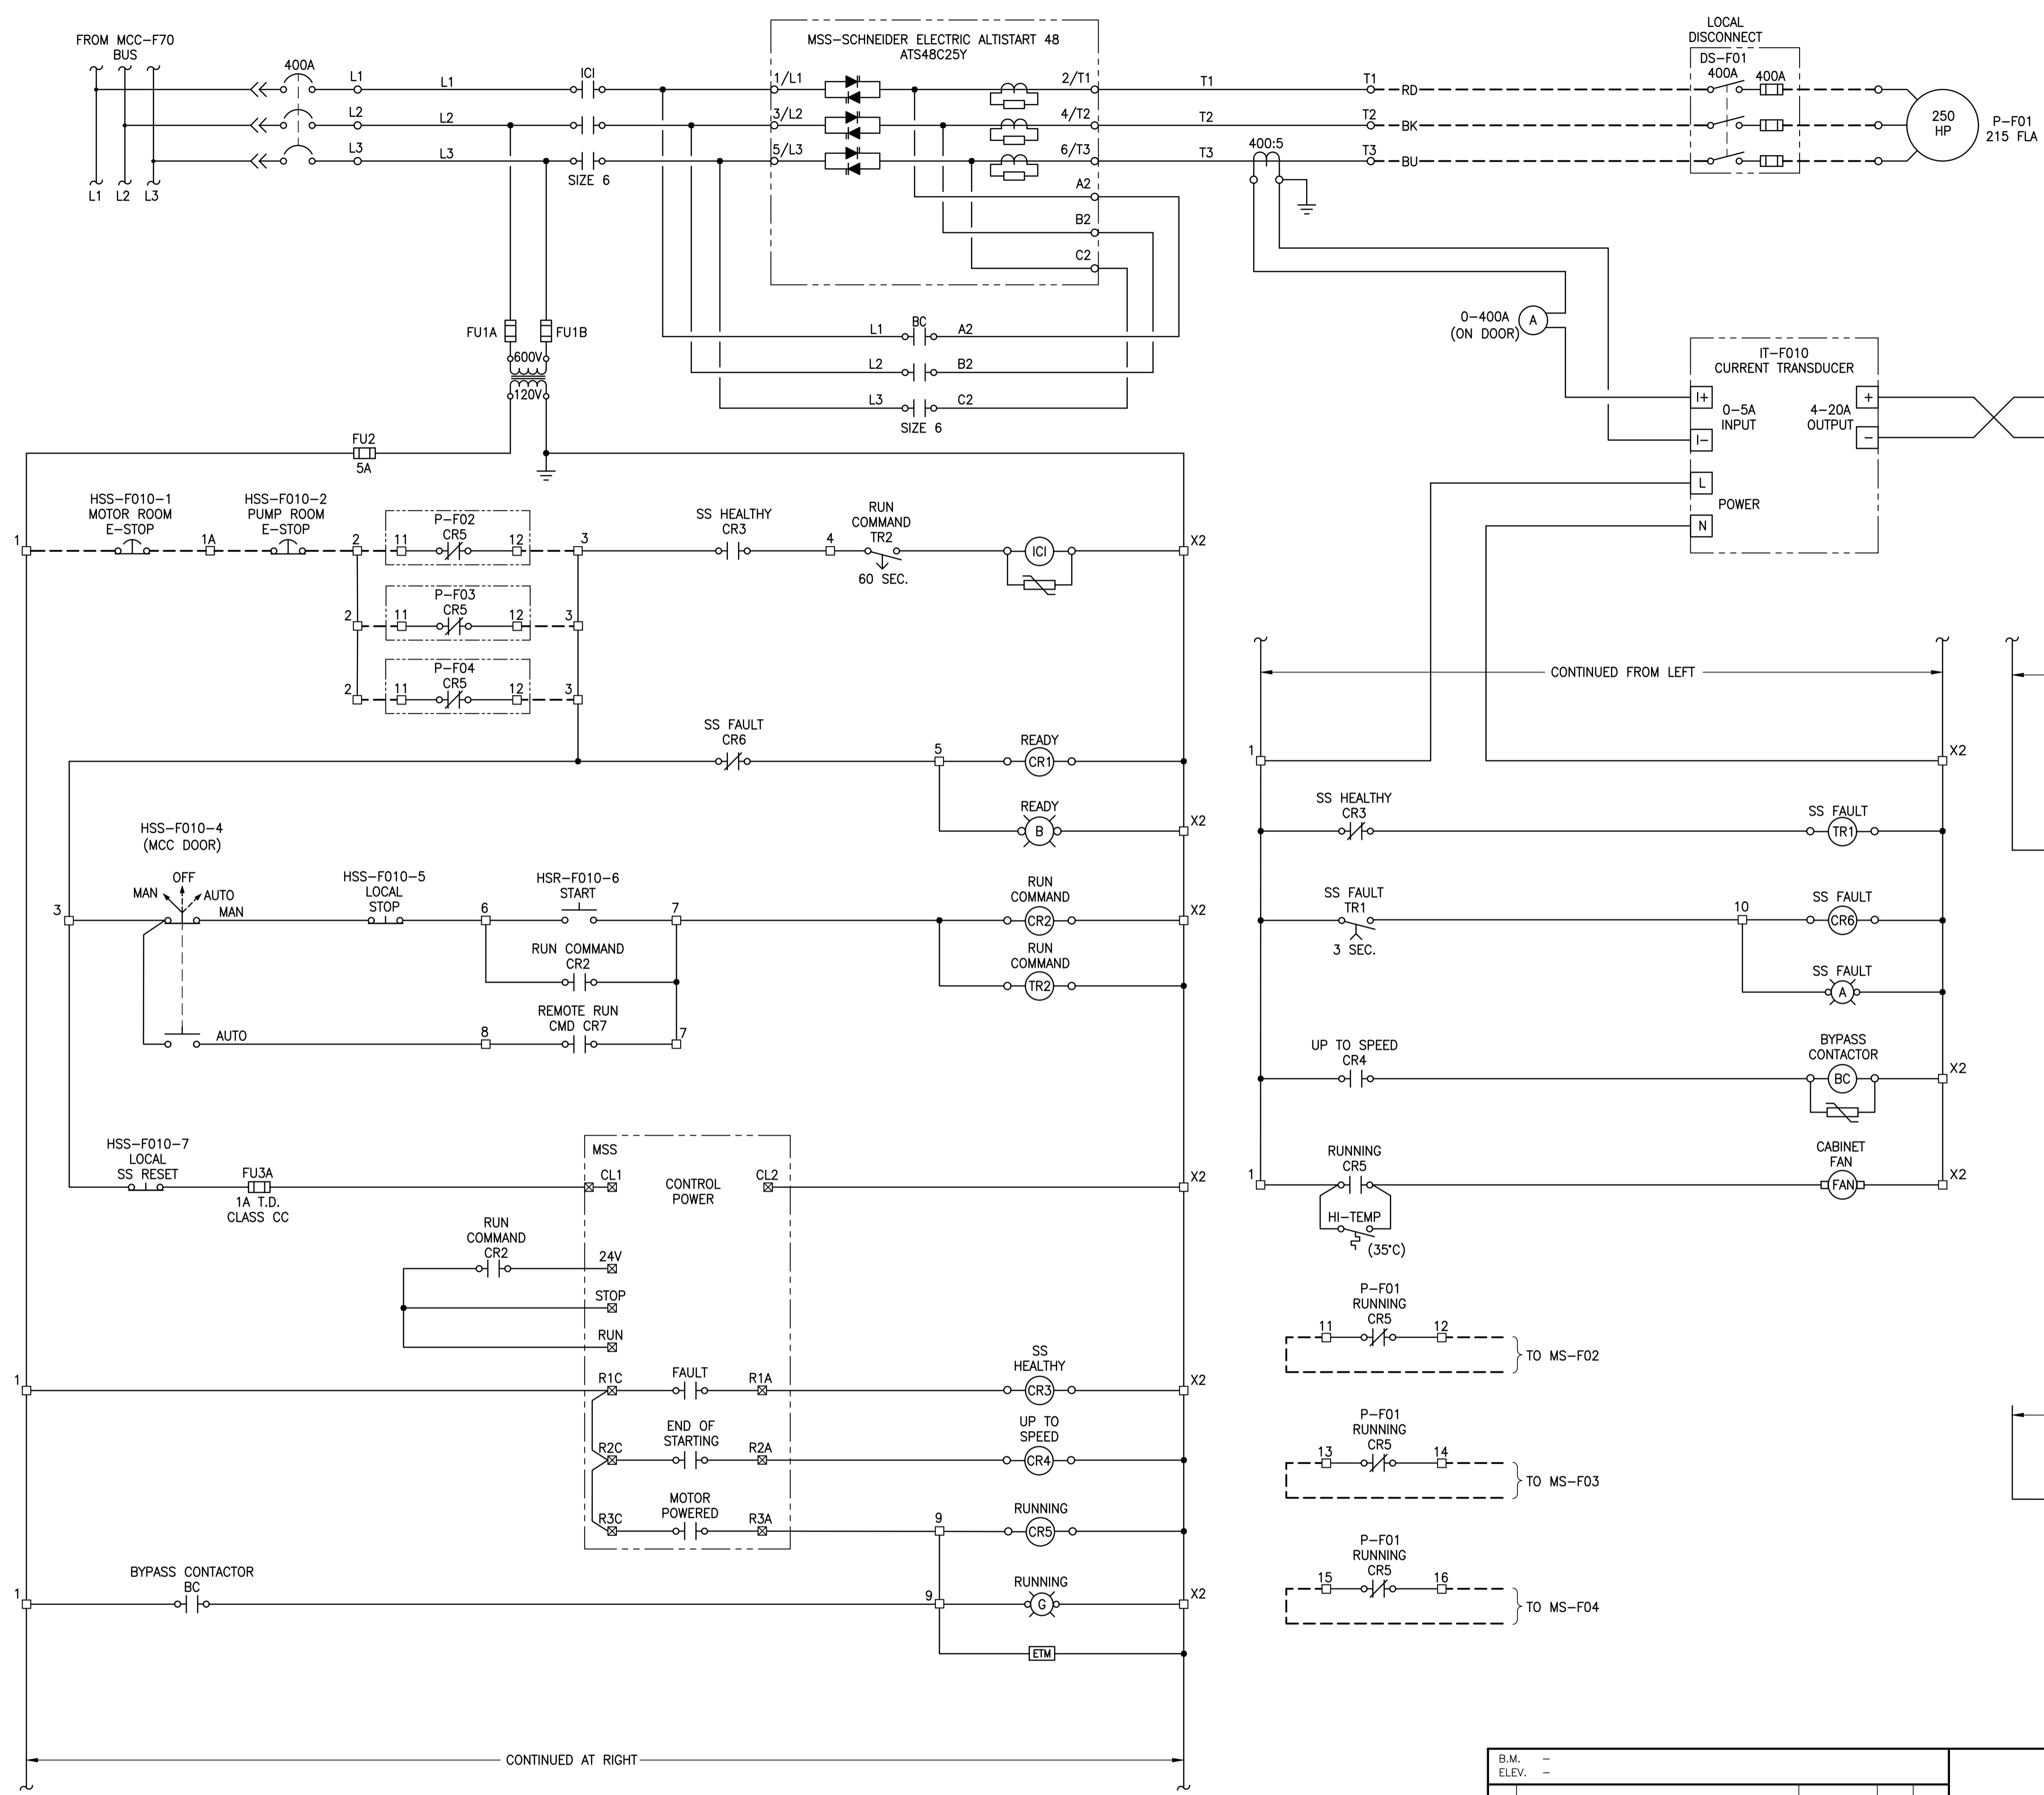 FROM MCC-F70
BUS
400A
L1
L1
L2
L2
L3
L3
L1 L2 L3
ICI
SIZE 6
MSS-SCHNEIDER ELECTRIC ALTISTART 48
ATS48C25Y
1/L1
2/T1
3/L2
4/T2
5/L3
6/T3
A2
B2
C2
T1
T2
T3
400:5
T1
RD
T2
BK
T3
BU
LOCAL
DISCONNECT
DS-F01
400A
400A
250
HP
P-F01
215 FLA
FU1A
FU1B
600V
120V
L1
BC
A2
L2
B2
L3
C2
SIZE 6
0-400A
(ON DOOR)
A
IT-F010
CURRENT TRANSDUCER
I+
0-5A
INPUT
4-20A
OUTPUT
+
I-
-
L
POWER
N
FU2
5A
HSS-F010-1
MOTOR ROOM
E-STOP
HSS-F010-2
PUMP ROOM
E-STOP
1
1A
2
P-F02
CR5
11
12
3
SS HEALTHY
CR3
4
RUN
COMMAND
TR2
60 SEC.
ICI
X2
P-F03
CR5
2
11
12
3
P-F04
CR5
2
11
12
3
SS FAULT
CR6
5
READY
CR1
READY
B
X2
HSS-F010-4
(MCC DOOR)
OFF
MAN
AUTO
3
MAN
HSS-F010-5
LOCAL
STOP
6
HSR-F010-6
START
7
RUN
COMMAND
CR2
X2
RUN COMMAND
CR2
RUN
COMMAND
TR2
AUTO
8
REMOTE RUN
CMD CR7
7
HSS-F010-7
LOCAL
SS RESET
FU3A
1A T.D.
CLASS CC
MSS
CL1
CONTROL
POWER
CL2
X2
RUN
COMMAND
CR2
24V
STOP
RUN
1
R1C
FAULT
R1A
SS
HEALTHY
CR3
X2
R2C
END OF
STARTING
R2A
UP TO
SPEED
CR4
R3C
MOTOR
POWERED
R3A
9
RUNNING
CR5
1
BYPASS CONTACTOR
BC
9
RUNNING
G
X2
ETM
CONTINUED AT RIGHT
CONTINUED FROM LEFT
1
X2
SS HEALTHY
CR3
SS FAULT
TR1
SS FAULT
TR1
3 SEC.
10
SS FAULT
CR6
SS FAULT
A
UP TO SPEED
CR4
BYPASS
CONTACTOR
BC
X2
1
RUNNING
CR5
CABINET
FAN
FAN
X2
HI-TEMP
(35°C)
P-F01
RUNNING
CR5
11
12
TO MS-F02
P-F01
RUNNING
CR5
13
14
TO MS-F03
P-F01
RUNNING
CR5
15
16
TO MS-F04
B.M. -
ELEV. -